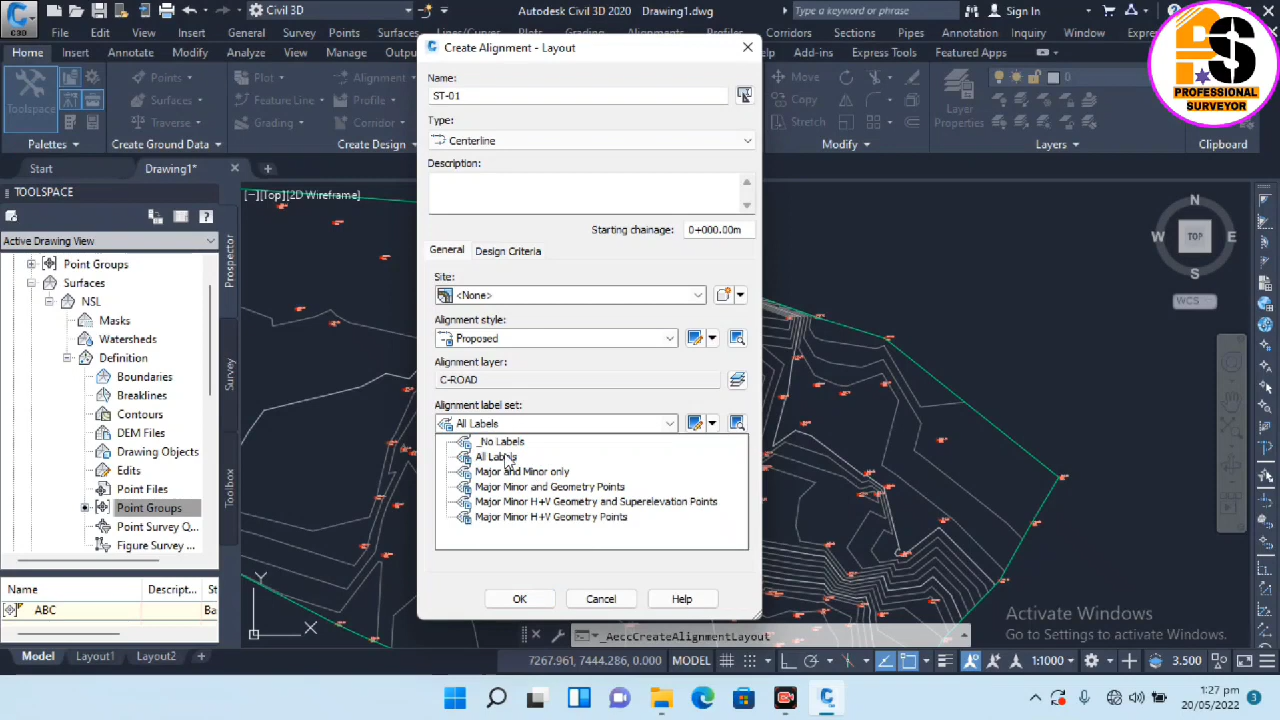 Civil 3D
Autodesk Civil 3D 2020 Drawing1.dwg
Type a keyword or phrase
Sign In
C3D
File Edit View Insert General Survey Points Surfaces
Parcels Corridors Sections Pipes Annotation Inquiry Window
Home Insert Annotate
Add-ins Express Tools Featured Apps
Toolspace
Points
Surfaces
Traverse
Plot
Feature Line
Grading
Alignment
Profile
Corridor
Move
Copy
Stretch
Layer
Properties
0
Palettes
Create Ground Data
Create Design
Modify
Layers
Clipboard
PS
PROFESSIONAL
SURVEYOR
Start
Drawing1*
TOOLSPACE
Active Drawing View
Point Groups
Surfaces
NSL
Masks
Watersheds
Definition
Boundaries
Breaklines
Contours
DEM Files
Drawing Objects
Edits
Point Files
Point Groups
Point Survey Q...
Figure Survey ...
Name Descript... St
ABC Ba
Prospector
Survey
Toolbox
[−][Top][2D Wireframe]
Create Alignment - Layout
Name:
ST-01
Type:
Centerline
Description:
Starting chainage: 0+000.00m
General Design Criteria
Site:
<None>
Alignment style:
Proposed
Alignment layer:
C-ROAD
Alignment label set:
All Labels
_No Labels
All Labels
Major and Minor only
Major Minor and Geometry Points
Major Minor H+V Geometry and Superelevation Points
Major Minor H+V Geometry Points
OK Cancel Help
N
W TOP E
S
WCS
Y
X
Activate Windows
Go to Settings to activate Windows.
_AeccCreateAlignmentLayout
Model Layout1 Layout2 +
7267.961, 7444.286, 0.000 MODEL
1:1000
3.500
1:27 pm
20/05/2022
3